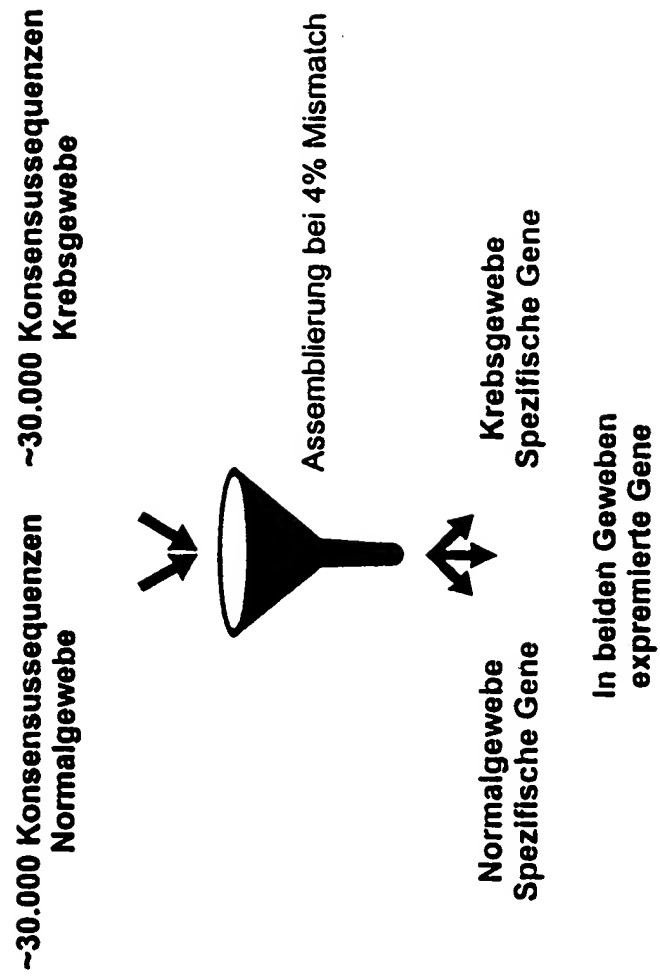 ~30.000 Konsensussequenzen
Normalgewebe
~30.000 Konsensussequenzen
Krebsgewebe
Assemblierung bei 4% Mismatch
Normalgewebe
Spezifische Gene
Krebsgewebe
Spezifische Gene
In beiden Geweben
expremierte Gene